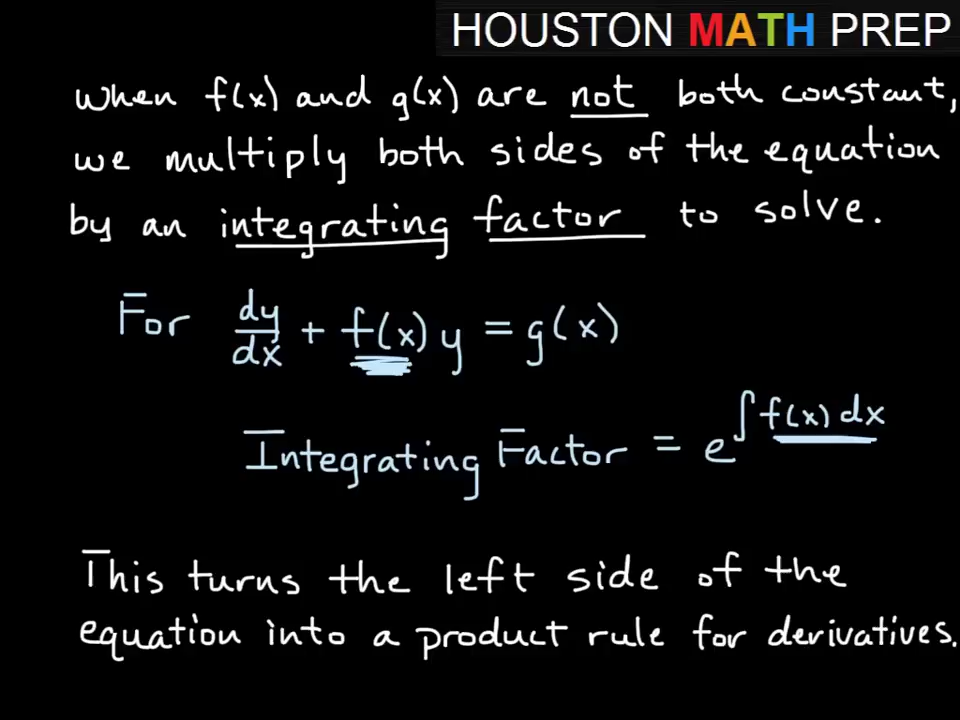 HOUSTON MATH PREP
When f(x) and g(x) are not both constant,
we multiply both sides of the equation
by an integrating factor to solve.
For dy/dx + f(x) y = g(x)
Integrating Factor = e^∫f(x) dx
This turns the left side of the
equation into a product rule for derivatives.